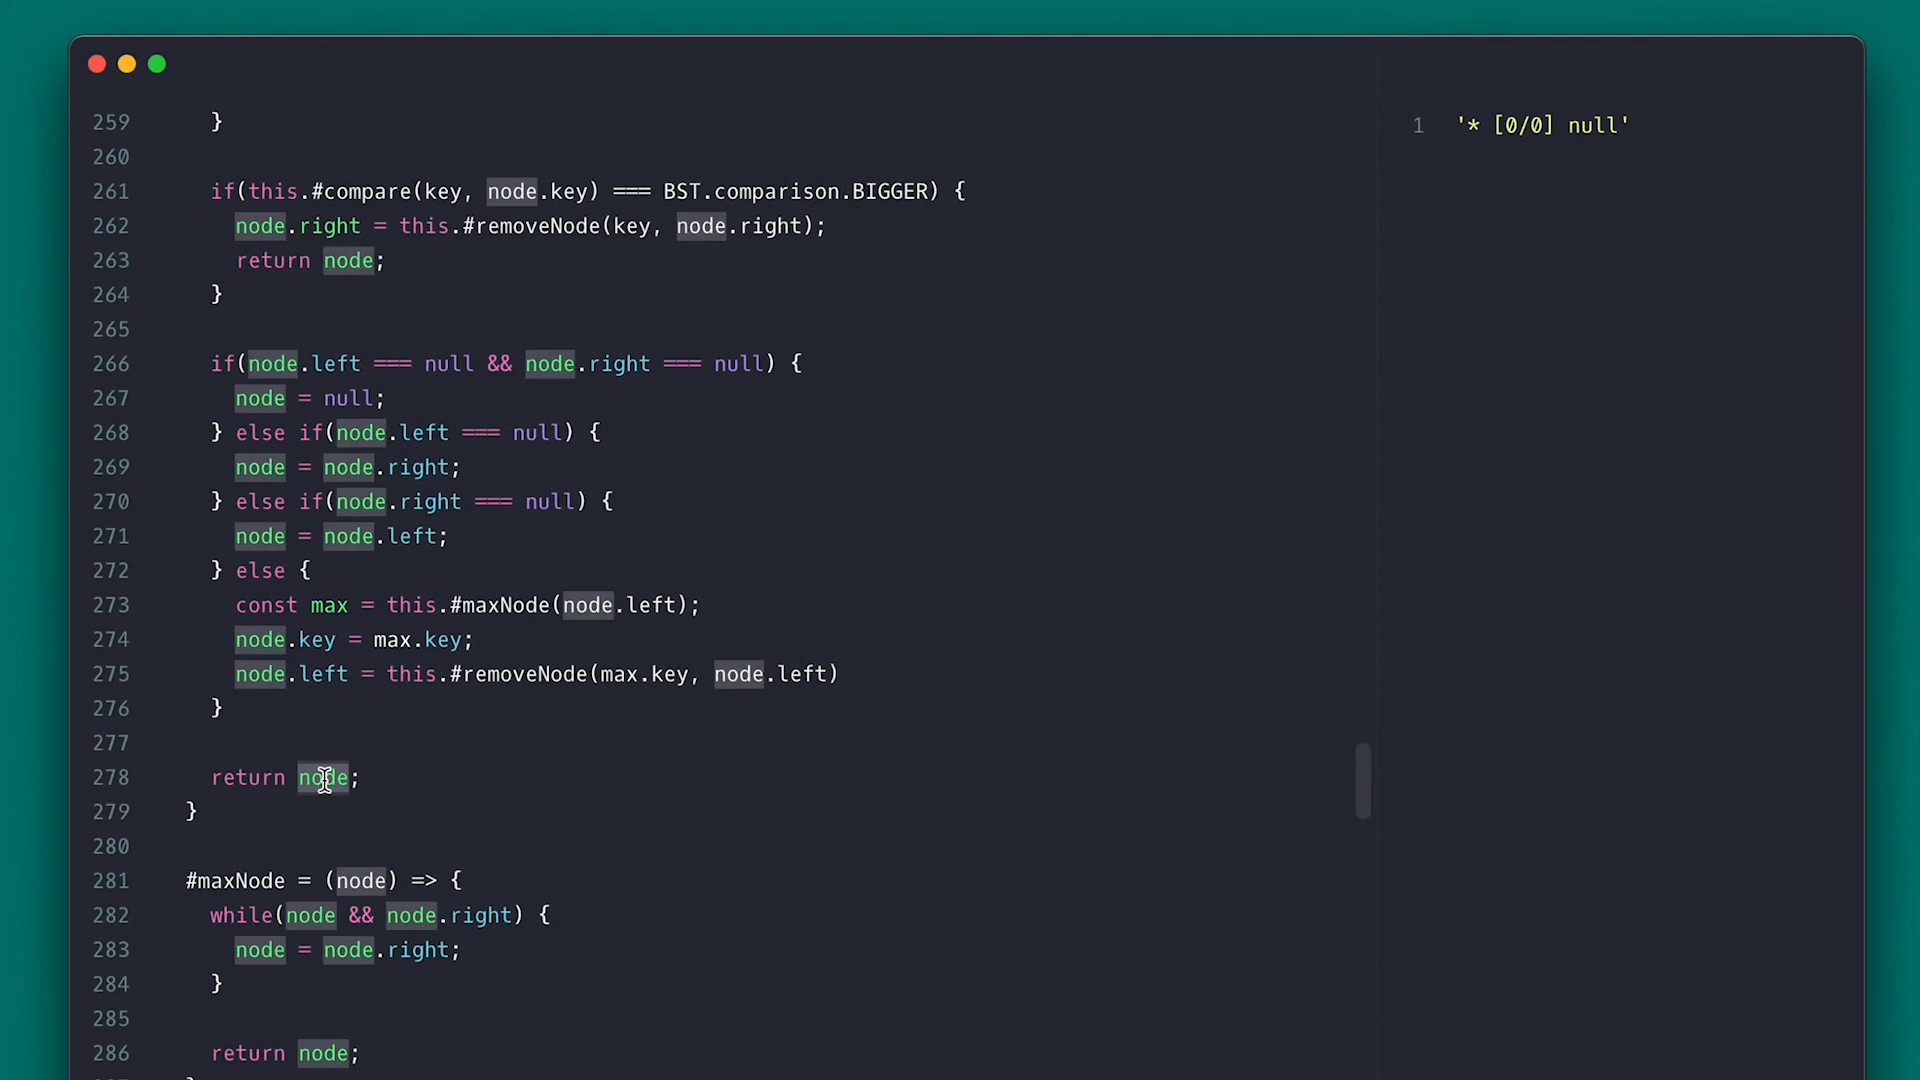 259 }
260
261 if(this.#compare(key, node.key) === BST.comparison.BIGGER) {
262 node.right = this.#removeNode(key, node.right);
263 return node;
264 }
265
266 if(node.left === null && node.right === null) {
267 node = null;
268 } else if(node.left === null) {
269 node = node.right;
270 } else if(node.right === null) {
271 node = node.left;
272 } else {
273 const max = this.#maxNode(node.left);
274 node.key = max.key;
275 node.left = this.#removeNode(max.key, node.left)
276 }
277
278 return node;
279 }
280
281 #maxNode = (node) => {
282 while(node && node.right) {
283 node = node.right;
284 }
285
286 return node;
1 '* [0/0] null'